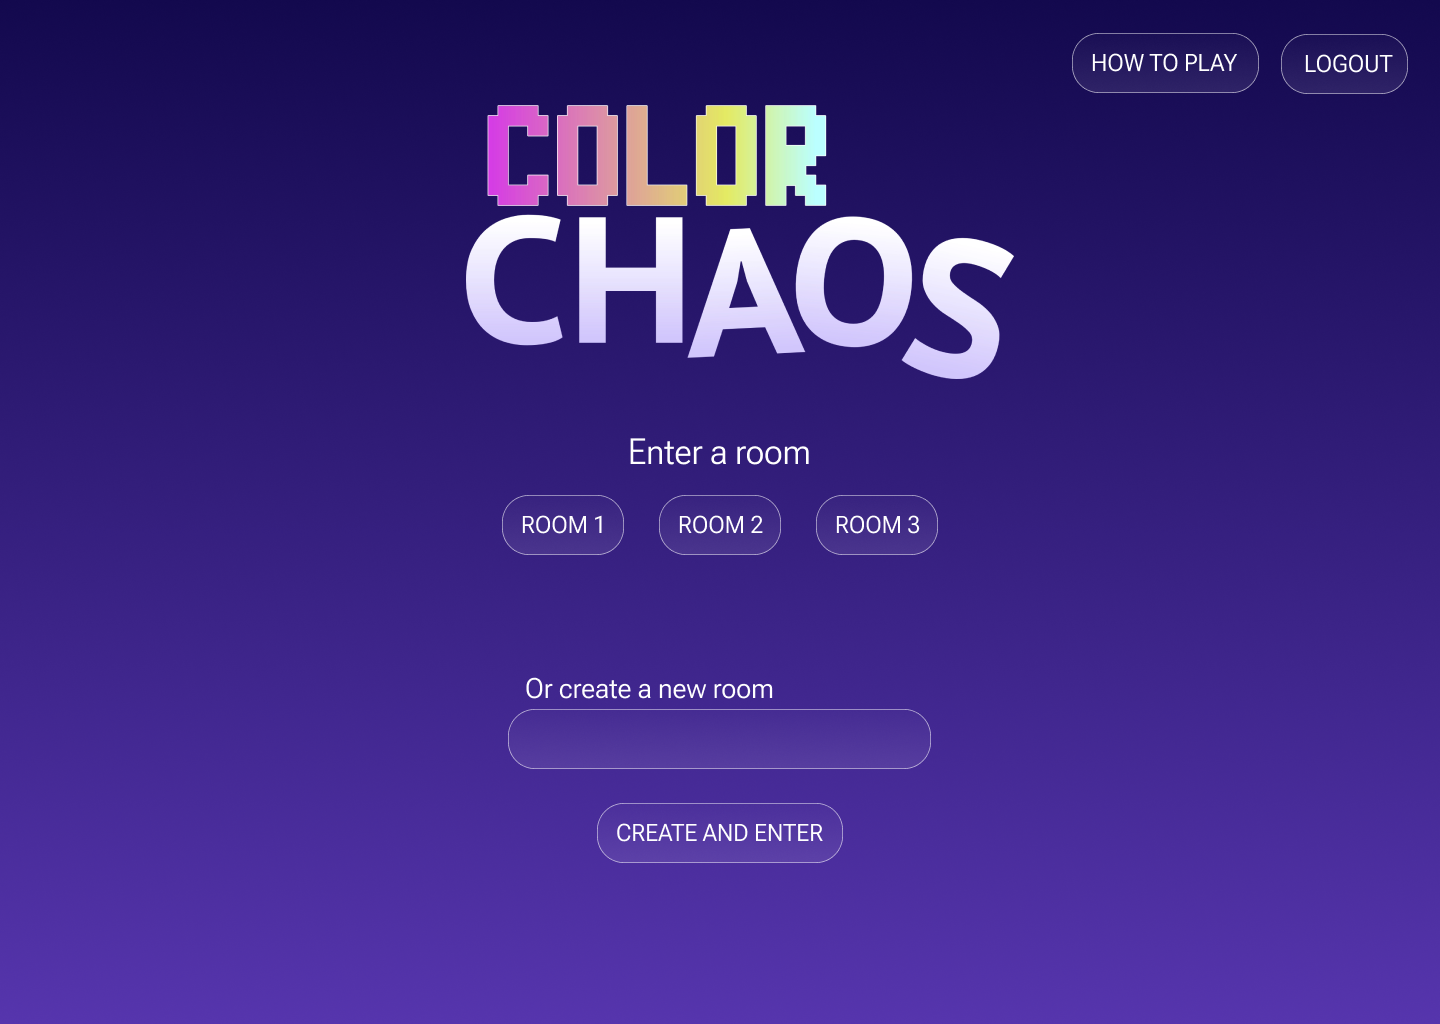 HOW TO PLAY LOGOUT
COLOR
CHAOS
Enter a room
ROOM 1 ROOM 2 ROOM 3
Or create a new room
CREATE AND ENTER